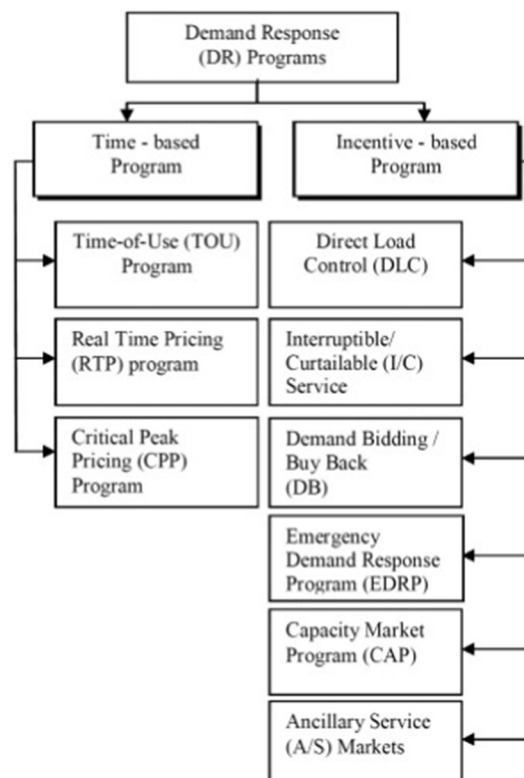 Demand Response
(DR) Programs
Time - based
Program
Incentive - based
Program
Time-of-Use (TOU)
Program
Real Time Pricing
(RTP) program
Critical Peak
Pricing (CPP)
Program
Direct Load
Control (DLC)
Interruptible/
Curtailable (I/C)
Service
Demand Bidding /
Buy Back
(DB)
Emergency
Demand Response
Program (EDRP)
Capacity Market
Program (CAP)
Ancillary Service
(A/S) Markets